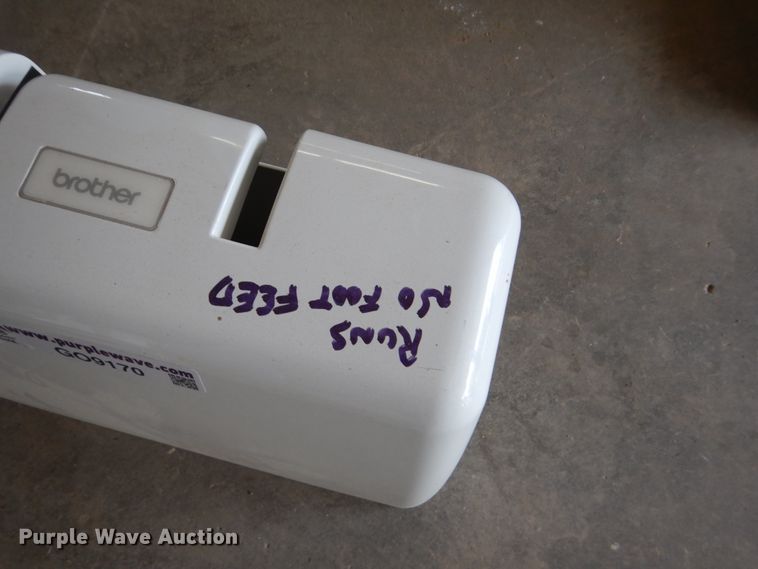 brother
RUNS
NO FOOT FEED
www.purplewave.com
GO9170
Purple Wave Auction